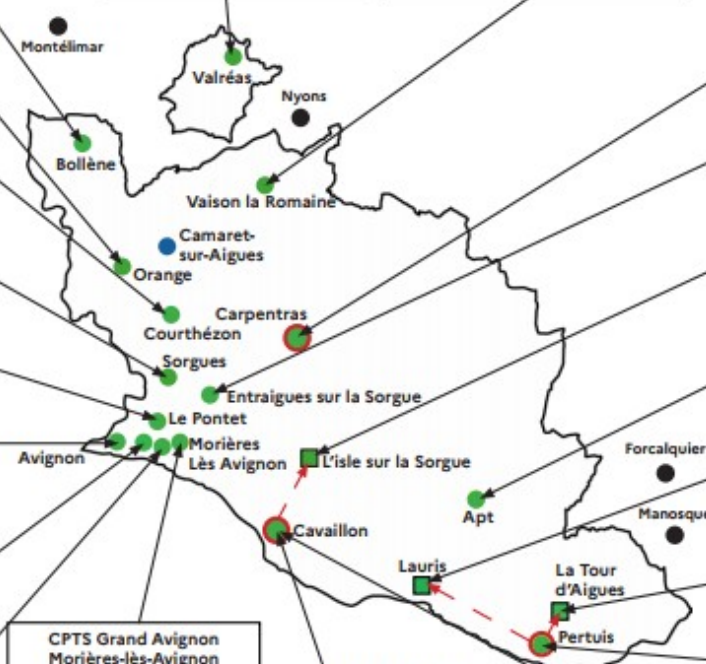 Montélimar
Valréas
Nyons
Bollène
Vaison la Romaine
Camaret-
sur-Aigues
Orange
Carpentras
Courthézon
Sorgues
Entraigues sur la Sorgue
Le Pontet
Morières
Lès Avignon
Avignon
L'isle sur la Sorgue
Forcalquier
Apt
Manosque
Cavaillon
Lauris
La Tour
d'Aigues
Pertuis
CPTS Grand Avignon
Morières-lès-Avignon